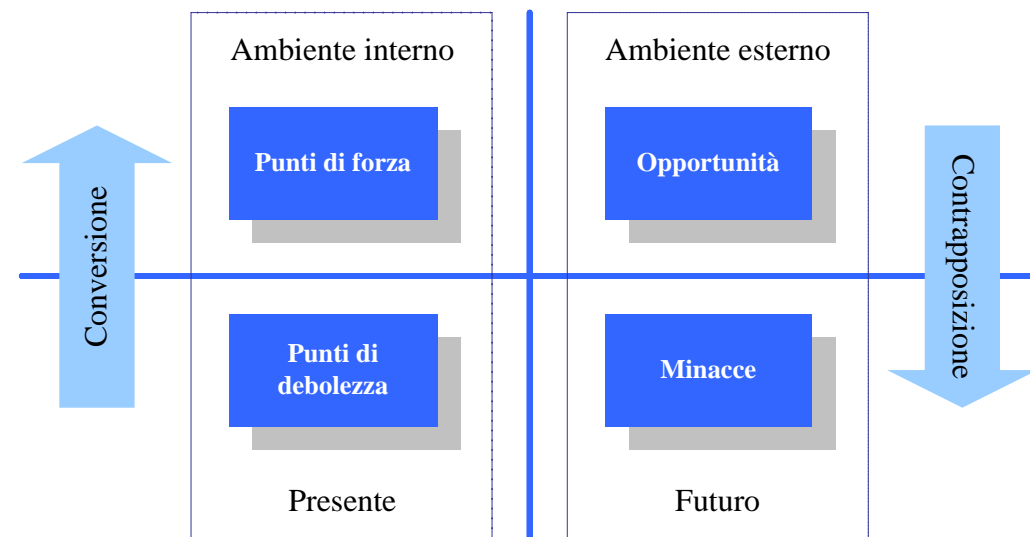 Ambiente interno
Ambiente esterno
Punti di forza
Opportunità
Conversione
Contrapposizione
Punti di
debolezza
Minacce
Presente
Futuro